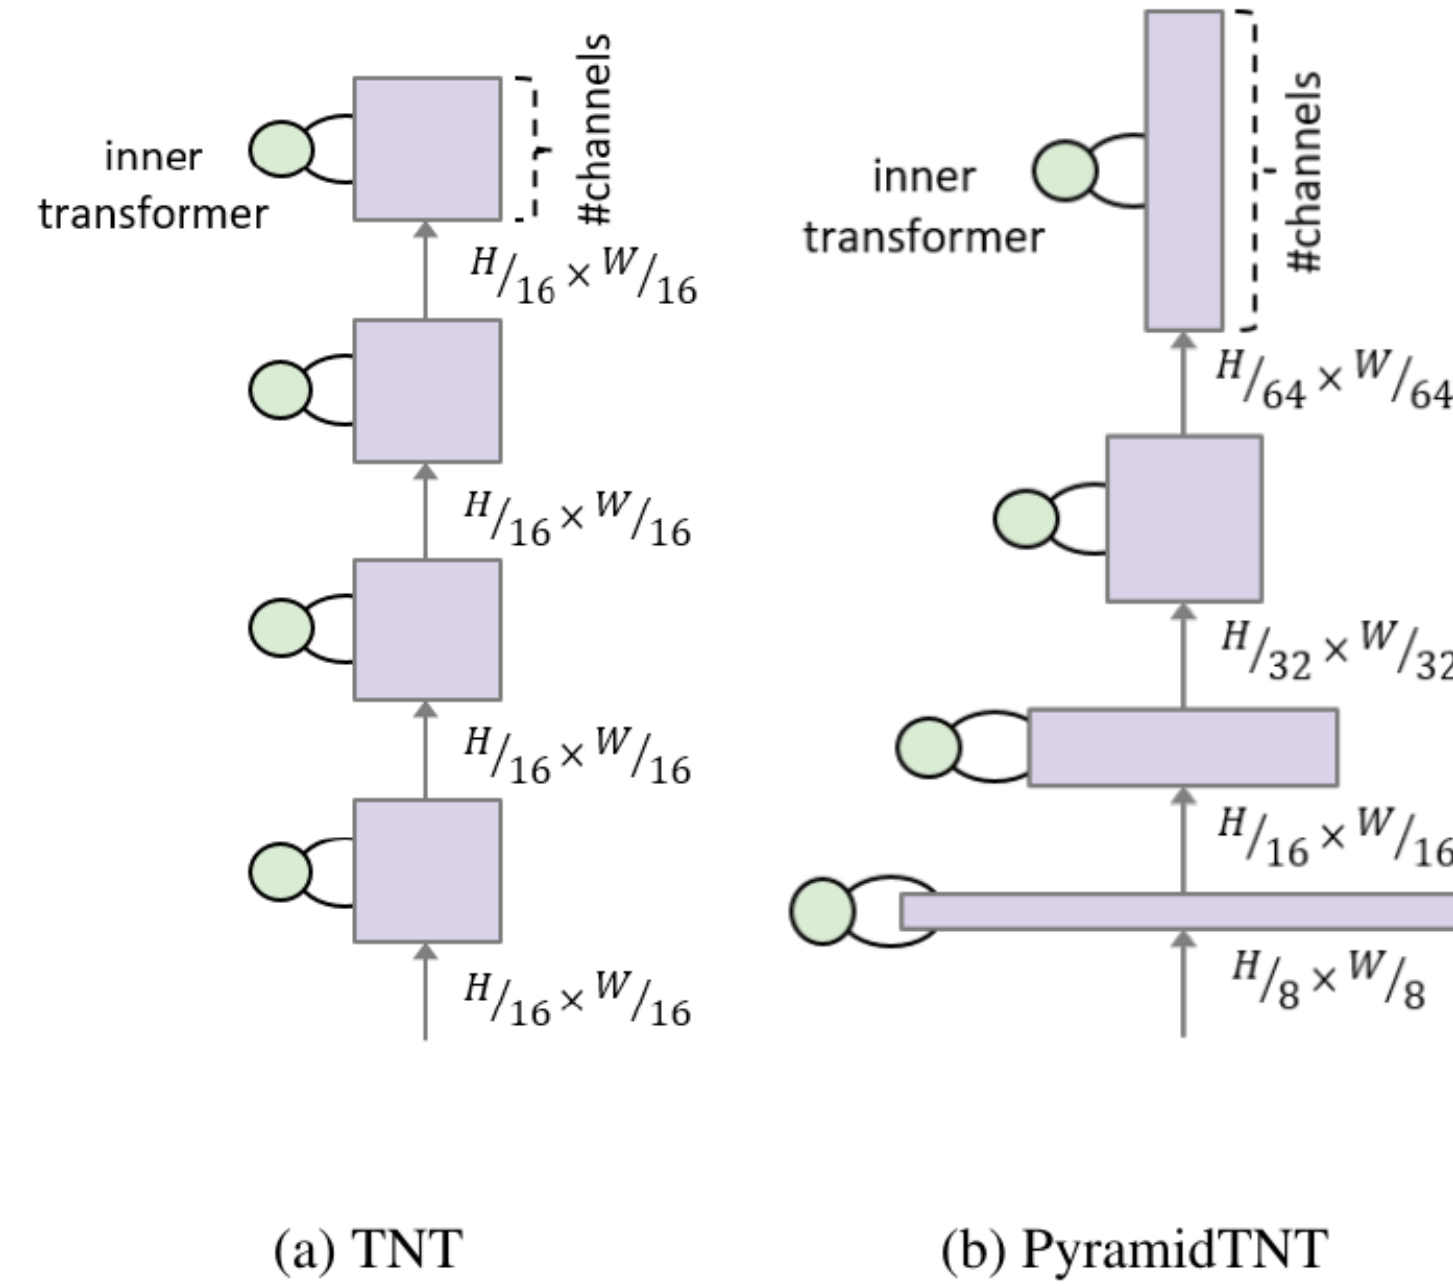 #channels
inner
transformer
H/16 × W/16
H/16 × W/16
H/16 × W/16
H/16 × W/16
(a) TNT
#channels
inner
transformer
H/64 × W/64
H/32 × W/32
H/16 × W/16
H/8 × W/8
(b) PyramidTNT